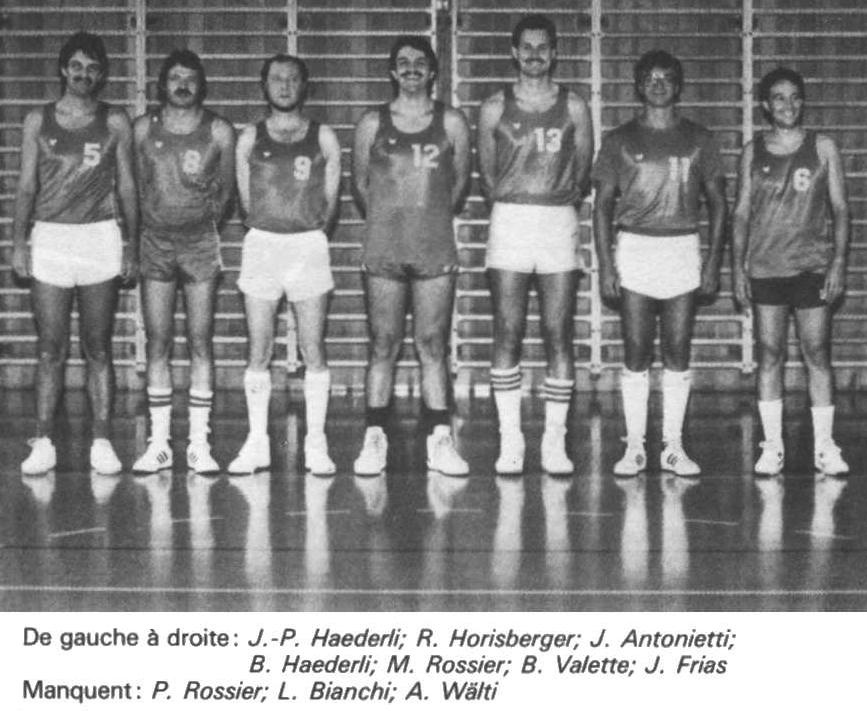 5 8 9 12 13 11 6
De gauche à droite: J.-P. Haederli; R. Horisberger; J. Antonietti;
B. Haederli; M. Rossier; B. Valette; J. Frias
Manquent: P. Rossier; L. Bianchi; A. Wälti